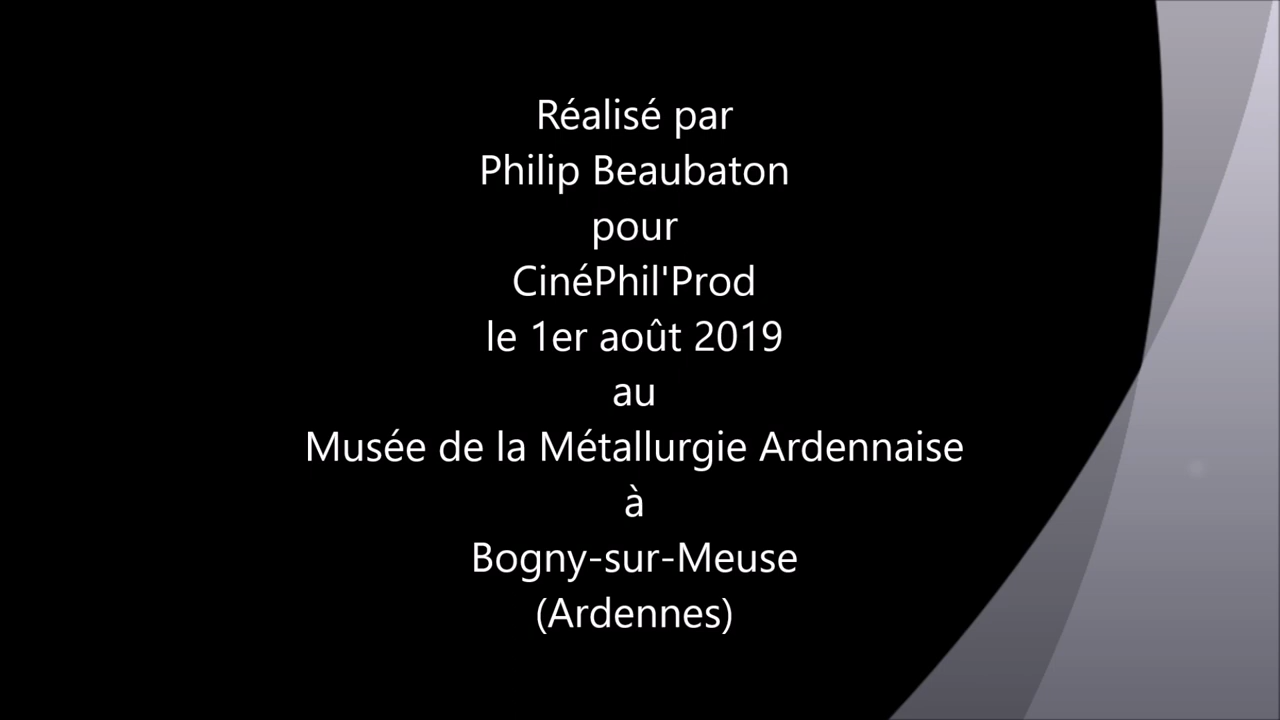 Réalisé par
Philip Beaubaton
pour
CinéPhil'Prod
le 1er août 2019
au
Musée de la Métallurgie Ardennaise
à
Bogny-sur-Meuse
(Ardennes)